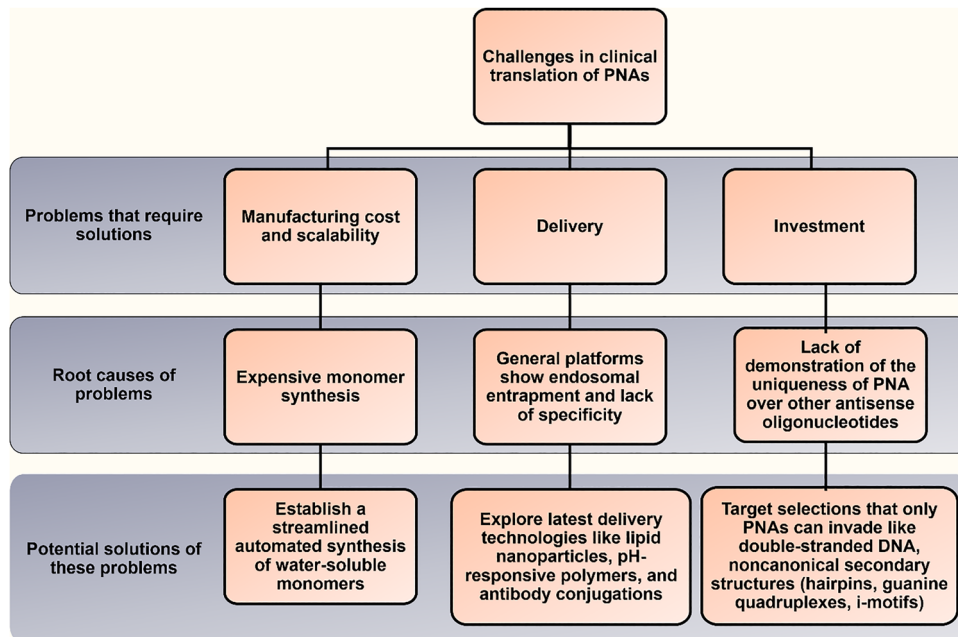 Challenges in clinical
translation of PNAs
Problems that require
solutions
Manufacturing cost
and scalability
Delivery
Investment
Root causes of
problems
Expensive monomer
synthesis
General platforms
show endosomal
entrapment and lack
of specificity
Lack of
demonstration of the
uniqueness of PNA
over other antisense
oligonucleotides
Potential solutions of
these problems
Establish a
streamlined
automated synthesis
of water-soluble
monomers
Explore latest delivery
technologies like lipid
nanoparticles, pH-
responsive polymers, and
antibody conjugations
Target selections that only
PNAs can invade like
double-stranded DNA,
noncanonical secondary
structures (hairpins, guanine
quadruplexes, i-motifs)